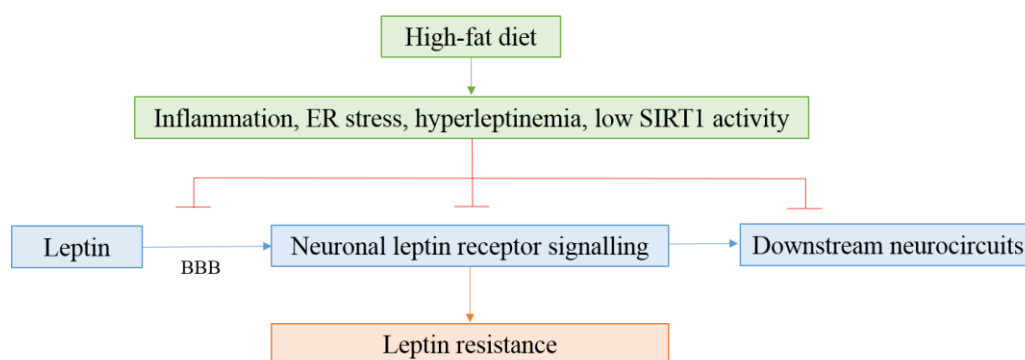 High-fat diet
Inflammation, ER stress, hyperleptinemia, low SIRT1 activity
Leptin
BBB
Neuronal leptin receptor signalling
Downstream neurocircuits
Leptin resistance